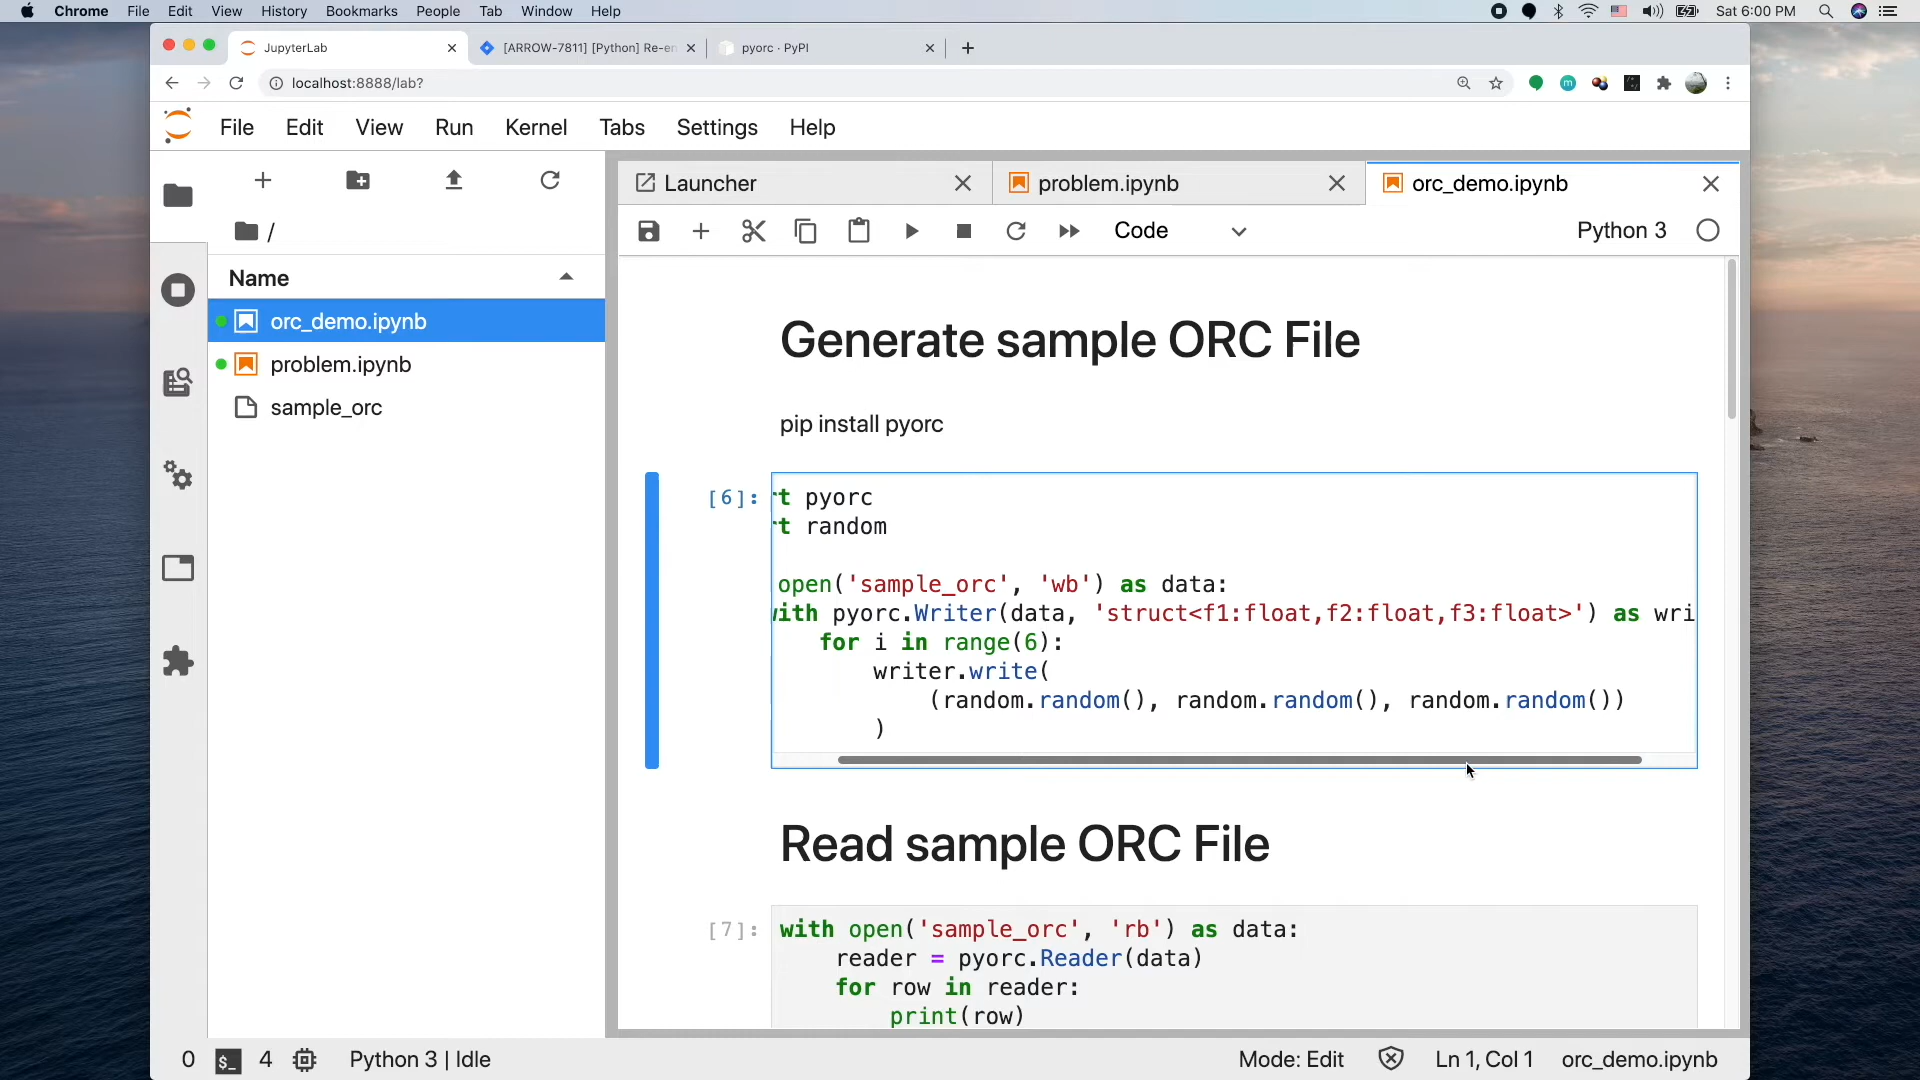 Chrome File Edit View History Bookmarks People Tab Window Help
Sat 6:00 PM
JupyterLab
[ARROW-7811] [Python] Re-en
pyorc · PyPI
localhost:8888/lab?
File Edit View Run Kernel Tabs Settings Help
Launcher
problem.ipynb
orc_demo.ipynb
/
Code
Python 3
Name
orc_demo.ipynb
problem.ipynb
sample_orc
Generate sample ORC File
pip install pyorc
[6]:
t pyorc
t random
open('sample_orc', 'wb') as data:
ith pyorc.Writer(data, 'struct<f1:float,f2:float,f3:float>') as wri
for i in range(6):
writer.write(
(random.random(), random.random(), random.random())
)
Read sample ORC File
[7]:
with open('sample_orc', 'rb') as data:
reader = pyorc.Reader(data)
for row in reader:
print(row)
0 $_ 4 Python 3 | Idle
Mode: Edit Ln 1, Col 1 orc_demo.ipynb